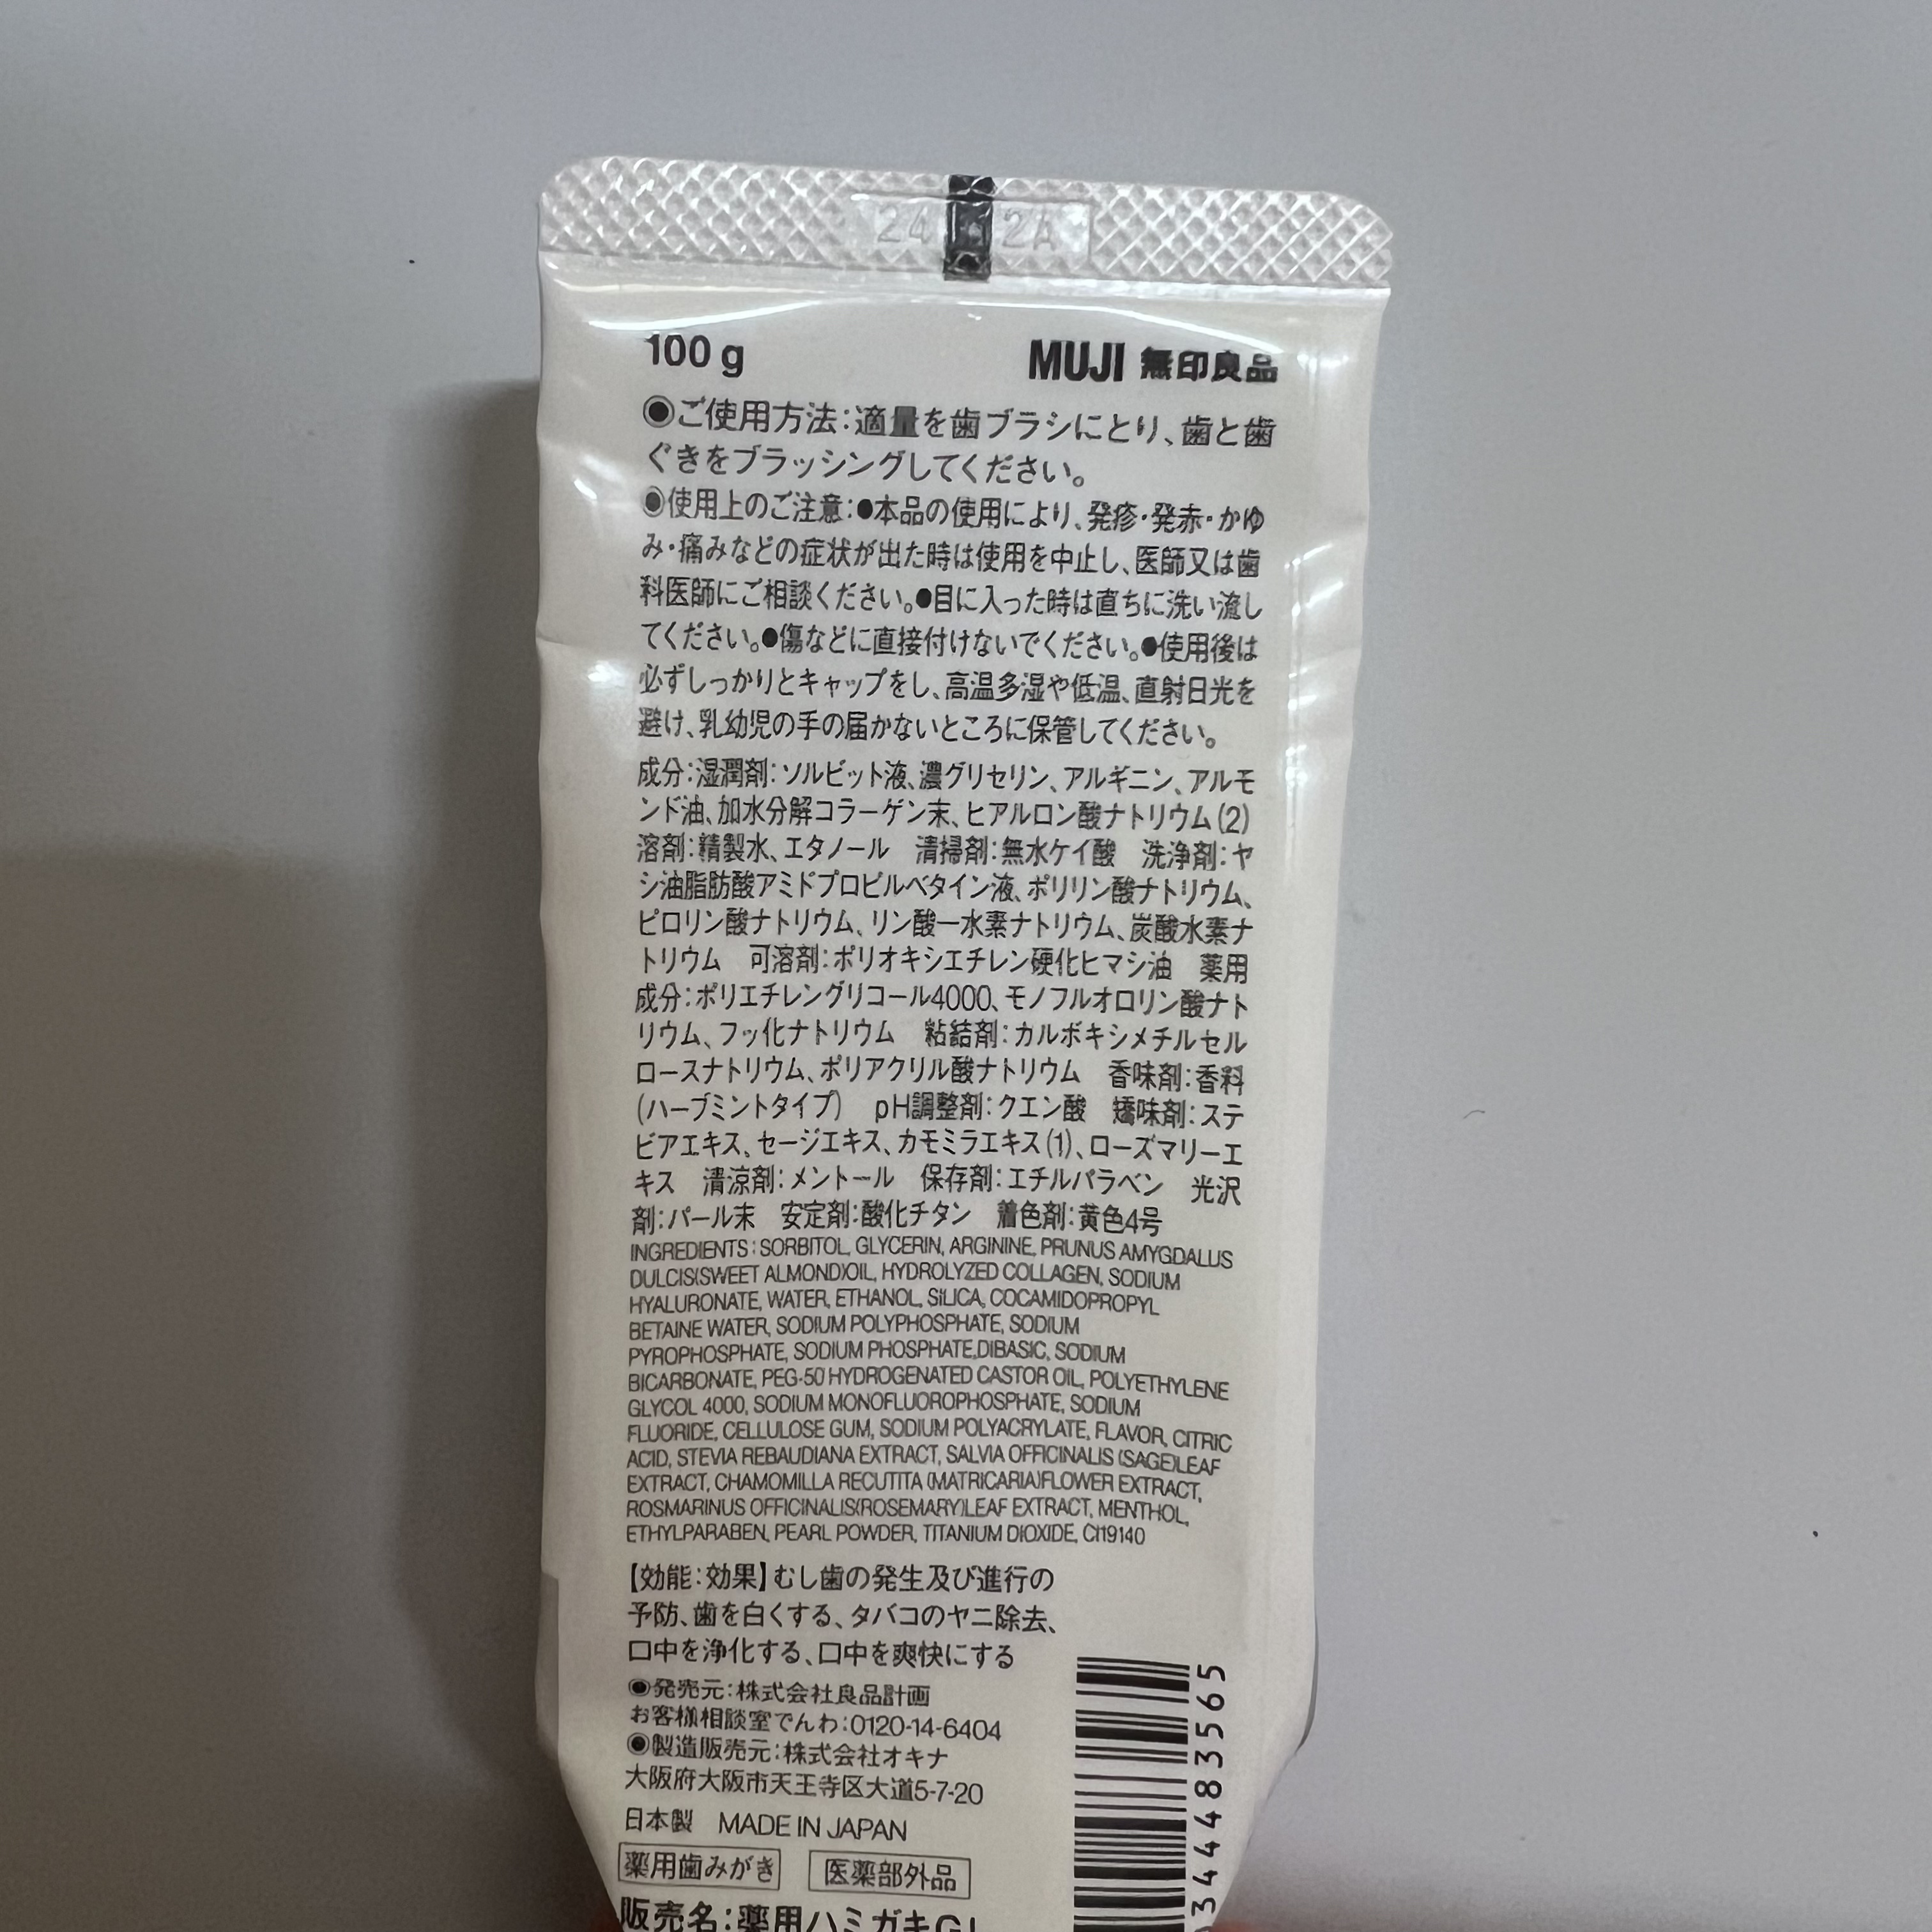 24 2A
100 g MUJI 無印良品
◉ご使用方法:適量を歯ブラシにとり、歯と歯
ぐきをブラッシングしてください。
◉使用上のご注意:●本品の使用により、発疹・発赤・かゆ
み・痛みなどの症状が出た時は使用を中止し、医師又は歯
科医師にご相談ください。●目に入った時は直ちに洗い流し
てください。●傷などに直接付けないでください。●使用後は
必ずしっかりとキャップをし、高温多湿や低温、直射日光を
避け、乳幼児の手の届かないところに保管してください。
成分:湿潤剤:ソルビット液、濃グリセリン、アルギニン、アルモ
ンド油、加水分解コラーゲン末、ヒアルロン酸ナトリウム(2)
溶剤:精製水、エタノール　清掃剤:無水ケイ酸　洗浄剤:ヤ
シ油脂肪酸アミドプロピルベタイン液、ポリリン酸ナトリウム、
ピロリン酸ナトリウム、リン酸一水素ナトリウム、炭酸水素ナ
トリウム　可溶剤:ポリオキシエチレン硬化ヒマシ油　薬用
成分:ポリエチレングリコール4000、モノフルオロリン酸ナト
リウム、フッ化ナトリウム　粘結剤:カルボキシメチルセル
ロースナトリウム、ポリアクリル酸ナトリウム　香味剤:香料
(ハーブミントタイプ)　pH調整剤:クエン酸　矯味剤:ステ
ビアエキス、セージエキス、カモミラエキス(1)、ローズマリーエ
キス　清涼剤:メントール　保存剤:エチルパラベン　光沢
剤:パール末　安定剤:酸化チタン　着色剤:黄色4号
INGREDIENTS : SORBITOL, GLYCERIN, ARGININE, PRUNUS AMYGDALUS
DULCIS(SWEET ALMOND)OIL, HYDROLYZED COLLAGEN, SODIUM
HYALURONATE, WATER, ETHANOL, SILICA, COCAMIDOPROPYL
BETAINE WATER, SODIUM POLYPHOSPHATE, SODIUM
PYROPHOSPHATE, SODIUM PHOSPHATE,DIBASIC, SODIUM
BICARBONATE, PEG-50 HYDROGENATED CASTOR OIL, POLYETHYLENE
GLYCOL 4000, SODIUM MONOFLUOROPHOSPHATE, SODIUM
FLUORIDE, CELLULOSE GUM, SODIUM POLYACRYLATE, FLAVOR, CITRIC
ACID, STEVIA REBAUDIANA EXTRACT, SALVIA OFFICINALIS (SAGE)LEAF
EXTRACT, CHAMOMILLA RECUTITA (MATRICARIA)FLOWER EXTRACT,
ROSMARINUS OFFICINALIS(ROSEMARY)LEAF EXTRACT, MENTHOL,
ETHYLPARABEN, PEARL POWDER, TITANIUM DIOXIDE, CI19140
【効能:効果】むし歯の発生及び進行の
予防、歯を白くする、タバコのヤニ除去、
口中を浄化する、口中を爽快にする
◉発売元:株式会社良品計画
お客様相談室でんわ:0120-14-6404
◉製造販売元:株式会社オキナ
大阪府大阪市天王寺区大道5-7-20
日本製　MADE IN JAPAN
薬用歯みがき　医薬部外品
販売名:薬用ハミガキGL
34448 3565